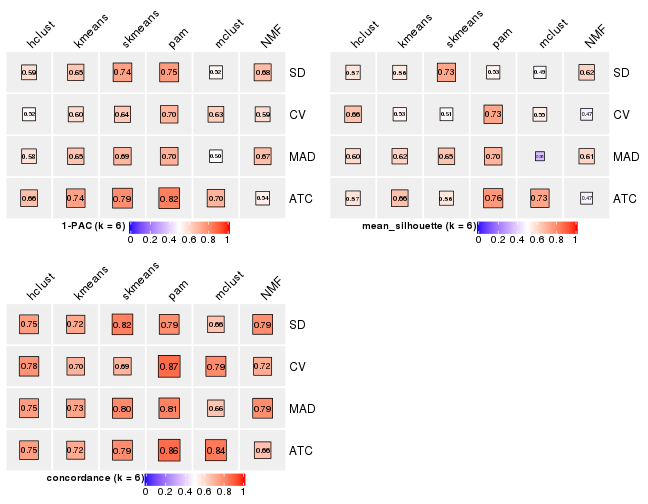 hclust kmeans skmeans pam mclust NMF
0.59 0.65 0.74 0.75 0.52 0.68 SD
0.52 0.60 0.64 0.70 0.63 0.59 CV
0.58 0.65 0.69 0.70 0.50 0.67 MAD
0.66 0.74 0.79 0.82 0.70 0.54 ATC
1-PAC (k = 6)
0 0.2 0.4 0.6 0.8 1
hclust kmeans skmeans pam mclust NMF
0.57 0.56 0.73 0.53 0.49 0.62 SD
0.66 0.53 0.51 0.73 0.55 0.47 CV
0.60 0.62 0.65 0.70 0.61 MAD
0.57 0.66 0.56 0.76 0.73 0.47 ATC
mean_silhouette (k = 6)
0 0.2 0.4 0.6 0.8 1
hclust kmeans skmeans pam mclust NMF
0.75 0.72 0.82 0.79 0.66 0.79 SD
0.78 0.70 0.69 0.87 0.79 0.72 CV
0.75 0.73 0.80 0.81 0.66 0.79 MAD
0.75 0.72 0.79 0.86 0.84 0.66 ATC
concordance (k = 6)
0 0.2 0.4 0.6 0.8 1